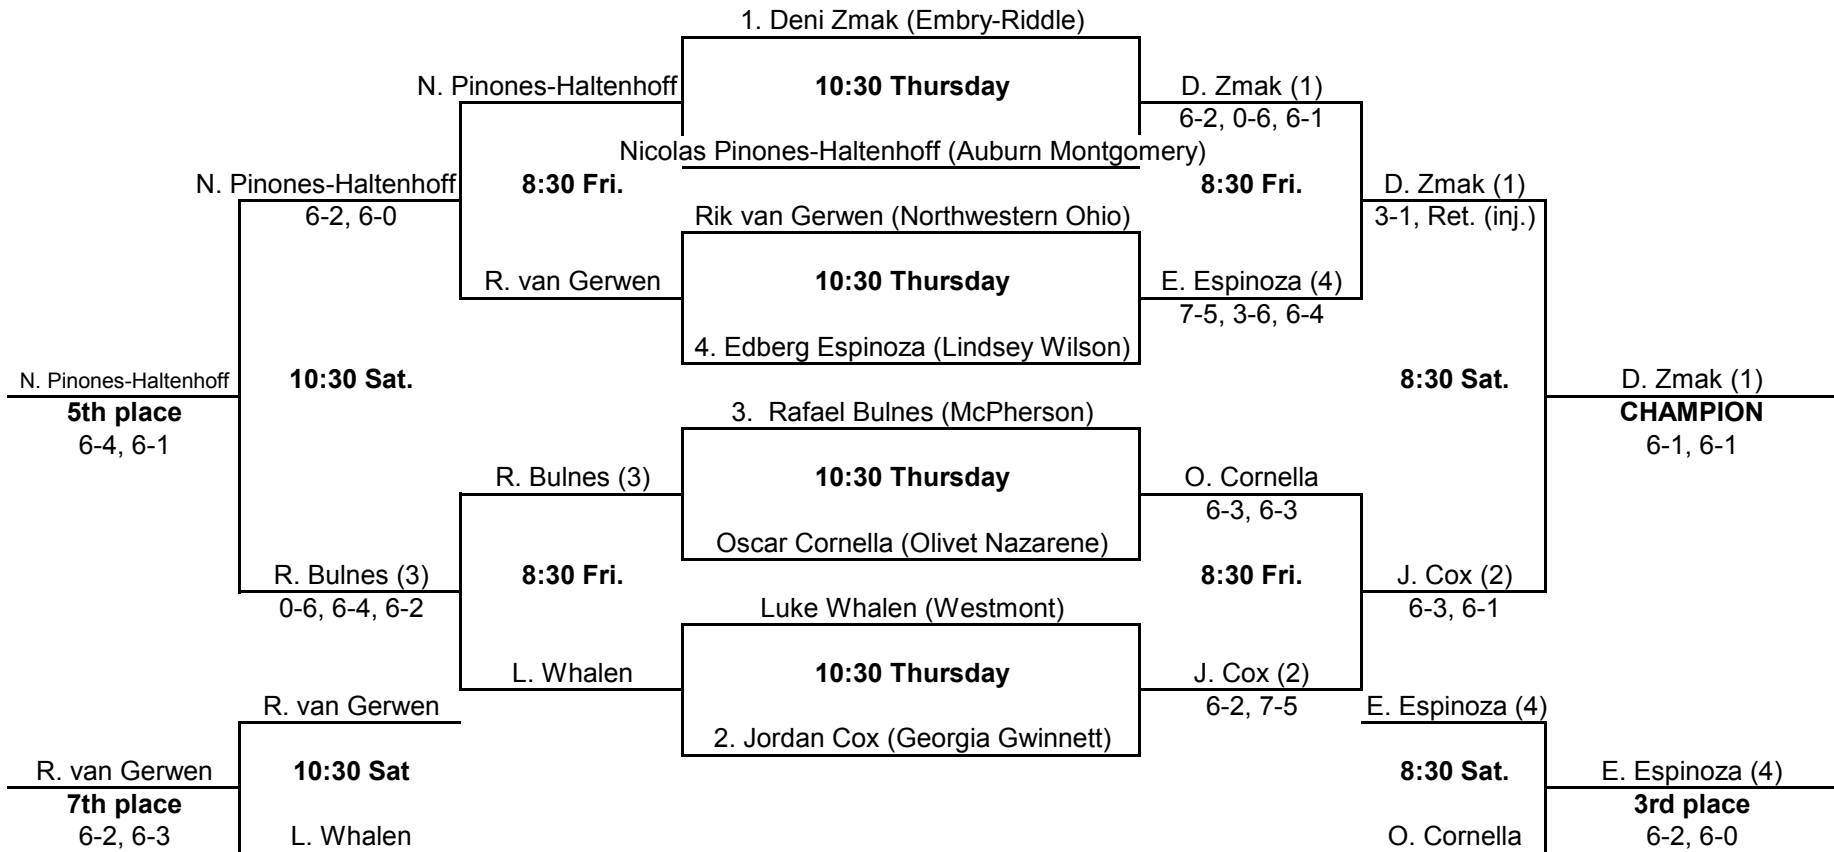 1. Deni Zmak (Embry-Riddle)
N. Pinones-Haltenhoff 10:30 Thursday D. Zmak (1)
6-2, 0-6, 6-1
Nicolas Pinones-Haltenhoff (Auburn Montgomery)
N. Pinones-Haltenhoff 8:30 Fri. 8:30 Fri. D. Zmak (1)
6-2, 6-0 Rik van Gerwen (Northwestern Ohio) 3-1, Ret. (inj.)
R. van Gerwen 10:30 Thursday E. Espinoza (4)
7-5, 3-6, 6-4
4. Edberg Espinoza (Lindsey Wilson)
N. Pinones-Haltenhoff 10:30 Sat. 8:30 Sat. D. Zmak (1)
5th place 3. Rafael Bulnes (McPherson) CHAMPION
6-4, 6-1 6-1, 6-1
R. Bulnes (3) 10:30 Thursday O. Cornella
6-3, 6-3
Oscar Cornella (Olivet Nazarene)
R. Bulnes (3) 8:30 Fri. 8:30 Fri. J. Cox (2)
0-6, 6-4, 6-2 Luke Whalen (Westmont) 6-3, 6-1
L. Whalen 10:30 Thursday J. Cox (2)
R. van Gerwen 6-2, 7-5 E. Espinoza (4)
2. Jordan Cox (Georgia Gwinnett)
R. van Gerwen 10:30 Sat 8:30 Sat. E. Espinoza (4)
7th place 3rd place
6-2, 6-3 L. Whalen O. Cornella 6-2, 6-0